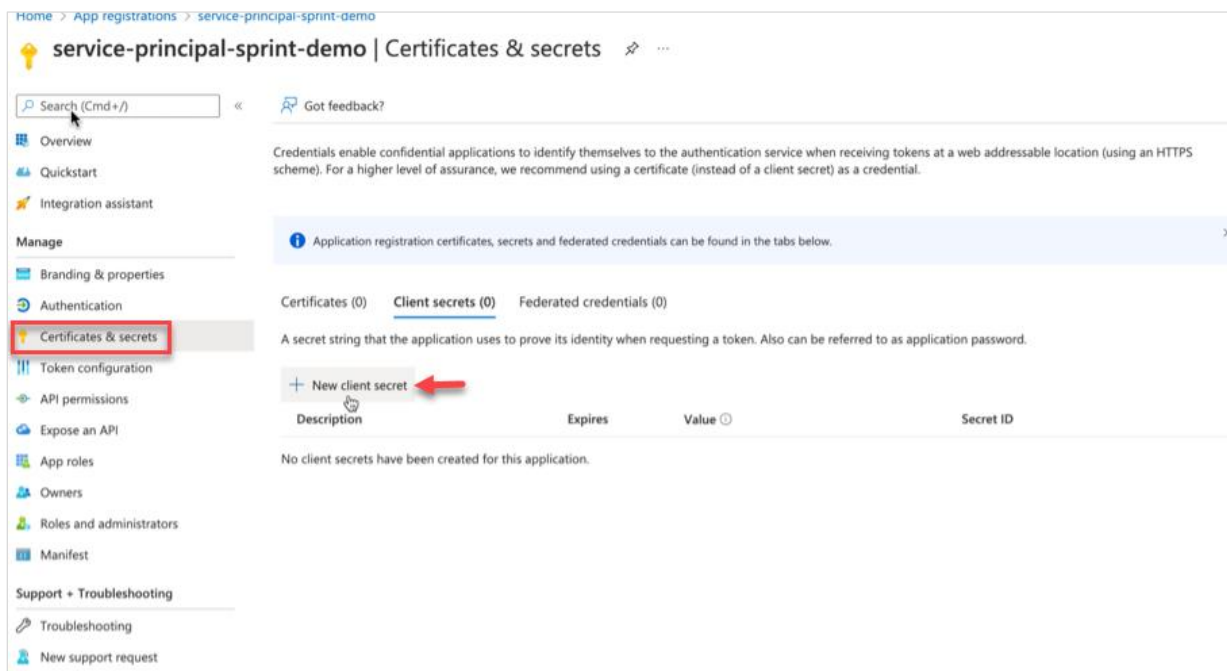 Home > App registrations > service-principal-sprint-demo
service-principal-sprint-demo | Certificates & secrets
Search (Cmd+/)
«
Overview
Quickstart
Integration assistant
Manage
Branding & properties
Authentication
Certificates & secrets
Token configuration
API permissions
Expose an API
App roles
Owners
Roles and administrators
Manifest
Support + Troubleshooting
Troubleshooting
New support request
Got feedback?
Credentials enable confidential applications to identify themselves to the authentication service when receiving tokens at a web addressable location (using an HTTPS
scheme). For a higher level of assurance, we recommend using a certificate (instead of a client secret) as a credential.
Application registration certificates, secrets and federated credentials can be found in the tabs below.
Certificates (0) Client secrets (0) Federated credentials (0)
A secret string that the application uses to prove its identity when requesting a token. Also can be referred to as application password.
New client secret
Description Expires Value Secret ID
No client secrets have been created for this application.